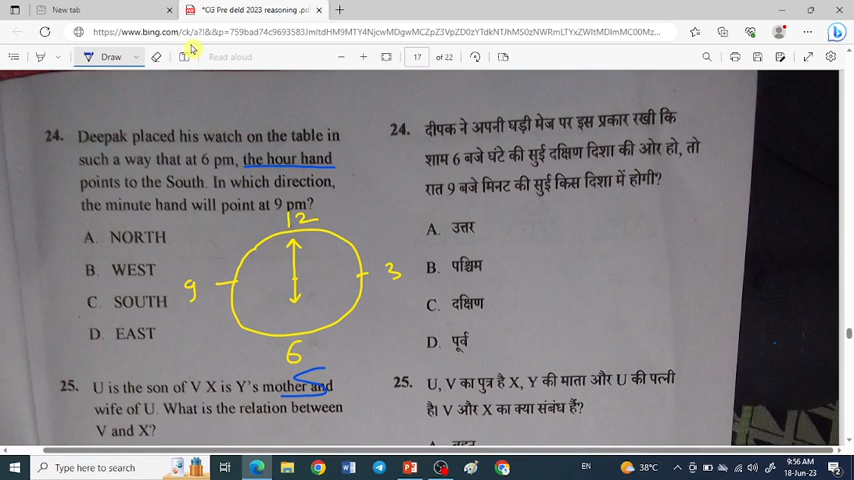 New tab
*CG Pre deld 2023 reasoning .pdf
https://www.bing.com/ck/a?!&&p=759bad74c9693583JmltdHM9MTY4NjcwMDgwMCZpZ3VpZD0zYTdkNTJhMS0zNWRmLTYxZWItMDlmMC00Mz...
Draw
Read aloud
17 of 22
24. Deepak placed his watch on the table in
such a way that at 6 pm, the hour hand
points to the South. In which direction,
the minute hand will point at 9 pm?
A. NORTH
B. WEST
C. SOUTH
D. EAST
12
3
6
9
S
25. U is the son of V X is Y's mother and
wife of U. What is the relation between
V and X?
24. दीपक ने अपनी घड़ी मेज पर इस प्रकार रखी कि
शाम 6 बजे घंटे की सुई दक्षिण दिशा की ओर हो, तो
रात 9 बजे मिनट की सुई किस दिशा में होगी?
A. उत्तर
B. पश्चिम
C. दक्षिण
D. पूर्व
25. U, V का पुत्र है X, Y की माता और U की पत्नी
है। V और X का क्या संबंध हैं?
Type here to search
38°C
EN
9:56 AM
18-Jun-23